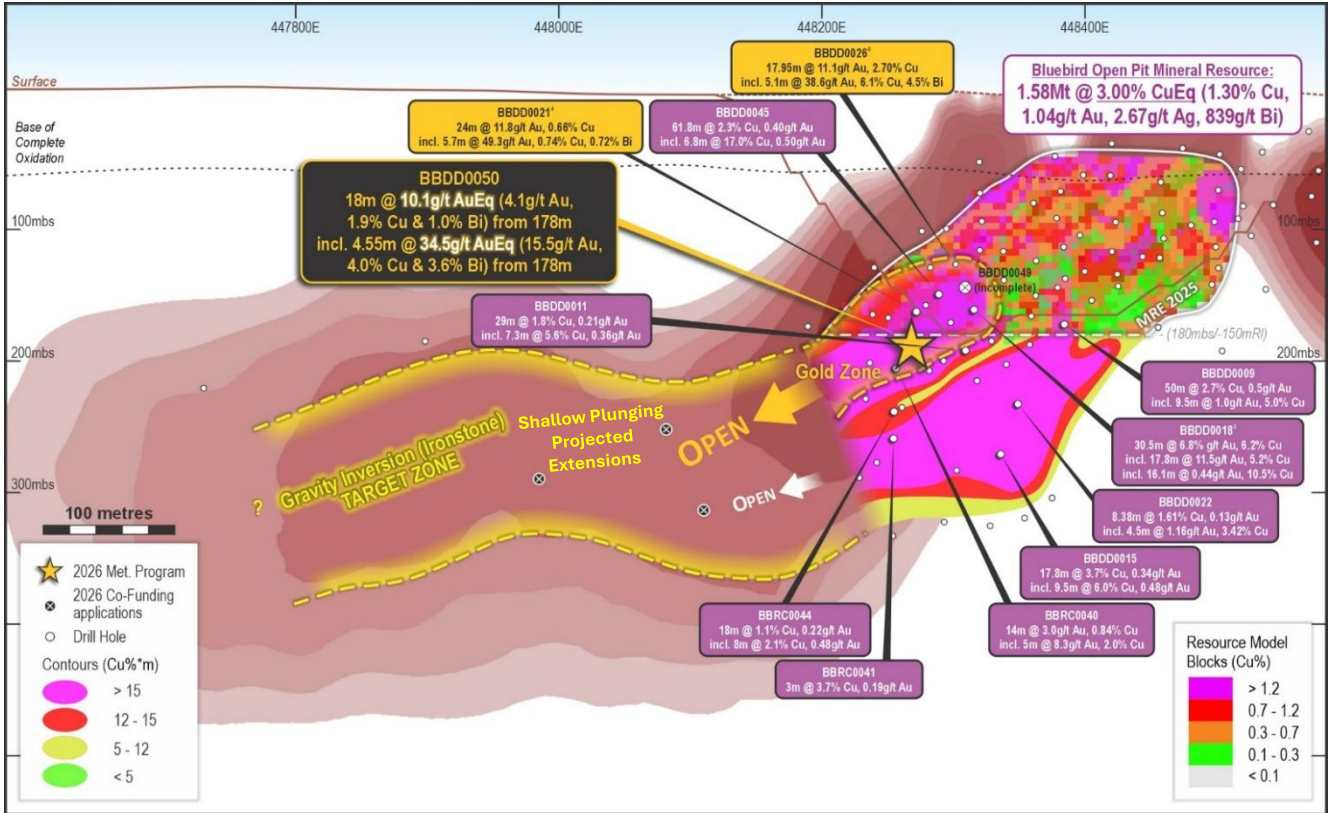 447800E
448000E
448200E
448400E
Surface
Base of
Complete
Oxidation
BBDD0026⁴
17.95m @ 11.1g/t Au, 2.70% Cu
incl. 5.1m @ 38.6g/t Au, 6.1% Cu, 4.5% Bi
Bluebird Open Pit Mineral Resource:
1.58Mt @ 3.00% CuEq (1.30% Cu,
1.04g/t Au, 2.67g/t Ag, 839g/t Bi)
BBDD0021⁴
24m @ 11.8g/t Au, 0.66% Cu
incl. 5.7m @ 49.3g/t Au, 0.74% Cu, 0.72% Bi
BBDD0045
61.8m @ 2.3% Cu, 0.40g/t Au
incl. 6.8m @ 17.0% Cu, 0.50g/t Au
BBDD0050
18m @ 10.1g/t AuEq (4.1g/t Au,
1.9% Cu & 1.0% Bi) from 178m
incl. 4.55m @ 34.5g/t AuEq (15.5g/t Au,
4.0% Cu & 3.6% Bi) from 178m
100mbs
100mbs
BBDD0049
(Incomplete)
MRE 2025
(180mbs/-150mRl)
BBDD0011
29m @ 1.8% Cu, 0.21g/t Au
incl. 7.3m @ 5.6% Cu, 0.36g/t Au
200mbs
200mbs
Gold Zone
OPEN
OPEN
Shallow Plunging
Projected
Extensions
Gravity Inversion (Ironstone)
TARGET ZONE
?
BBDD0009
50m @ 2.7% Cu, 0.5g/t Au
incl. 9.5m @ 1.0g/t Au, 5.0% Cu
BBDD0018³
30.5m @ 6.8% g/t Au, 6.2% Cu
incl. 17.8m @ 11.5g/t Au, 5.2% Cu
incl. 16.1m @ 0.44g/t Au, 10.5% Cu
BBDD0022
8.38m @ 1.61% Cu, 0.13g/t Au
incl. 4.5m @ 1.16g/t Au, 3.42% Cu
BBDD0015
17.8m @ 3.7% Cu, 0.34g/t Au
incl. 9.5m @ 6.0% Cu, 0.48g/t Au
BBRC0044
18m @ 1.1% Cu, 0.22g/t Au
incl. 8m @ 2.1% Cu, 0.48g/t Au
BBRC0040
14m @ 3.0g/t Au, 0.84% Cu
incl. 5m @ 8.3g/t Au, 2.0% Cu
BBRC0041
3m @ 3.7% Cu, 0.19g/t Au
300mbs
300mbs
100 metres
2026 Met. Program
2026 Co-Funding
applications
Drill Hole
Contours (Cu%*m)
> 15
12 - 15
5 - 12
< 5
Resource Model
Blocks (Cu%)
> 1.2
0.7 - 1.2
0.3 - 0.7
0.1 - 0.3
< 0.1